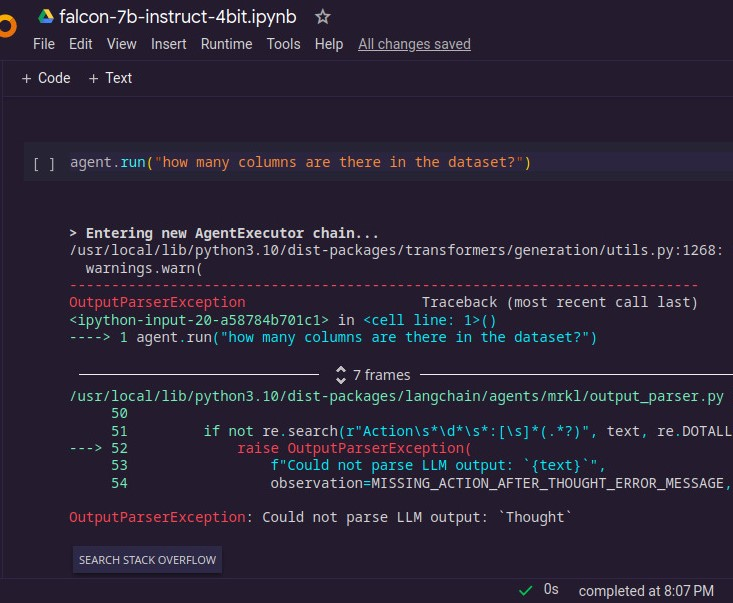 falcon-7b-instruct-4bit.ipynb
File Edit View Insert Runtime Tools Help All changes saved
+ Code + Text
[ ] agent.run("how many columns are there in the dataset?")
> Entering new AgentExecutor chain...
/usr/local/lib/python3.10/dist-packages/transformers/generation/utils.py:1268:
warnings.warn(
---------------------------------------------------------------------------
OutputParserException Traceback (most recent call last)
<ipython-input-20-a58784b701c1> in <cell line: 1>()
----> 1 agent.run("how many columns are there in the dataset?")
7 frames
/usr/local/lib/python3.10/dist-packages/langchain/agents/mrkl/output_parser.py
50
51 if not re.search(r"Action\s*\d*\s*:[\s]*(.*?)", text, re.DOTALL
---> 52 raise OutputParserException(
53 f"Could not parse LLM output: `{text}`",
54 observation=MISSING_ACTION_AFTER_THOUGHT_ERROR_MESSAGE,
OutputParserException: Could not parse LLM output: `Thought`
SEARCH STACK OVERFLOW
0s completed at 8:07 PM